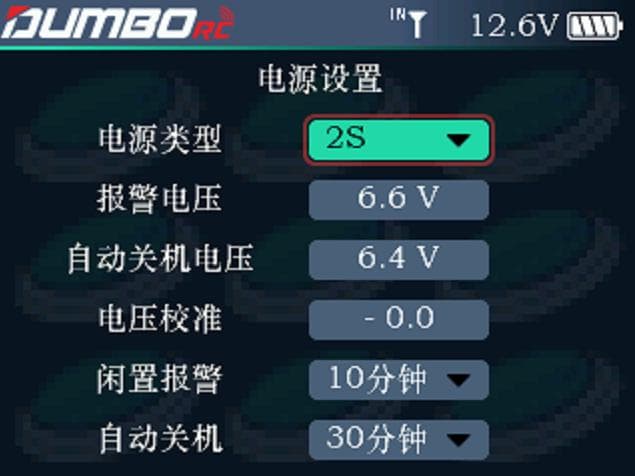 DUMBORC IN 12.6V
电源设置
电源类型 2S
报警电压 6.6 V
自动关机电压 6.4 V
电压校准 - 0.0
闲置报警 10分钟
自动关机 30分钟